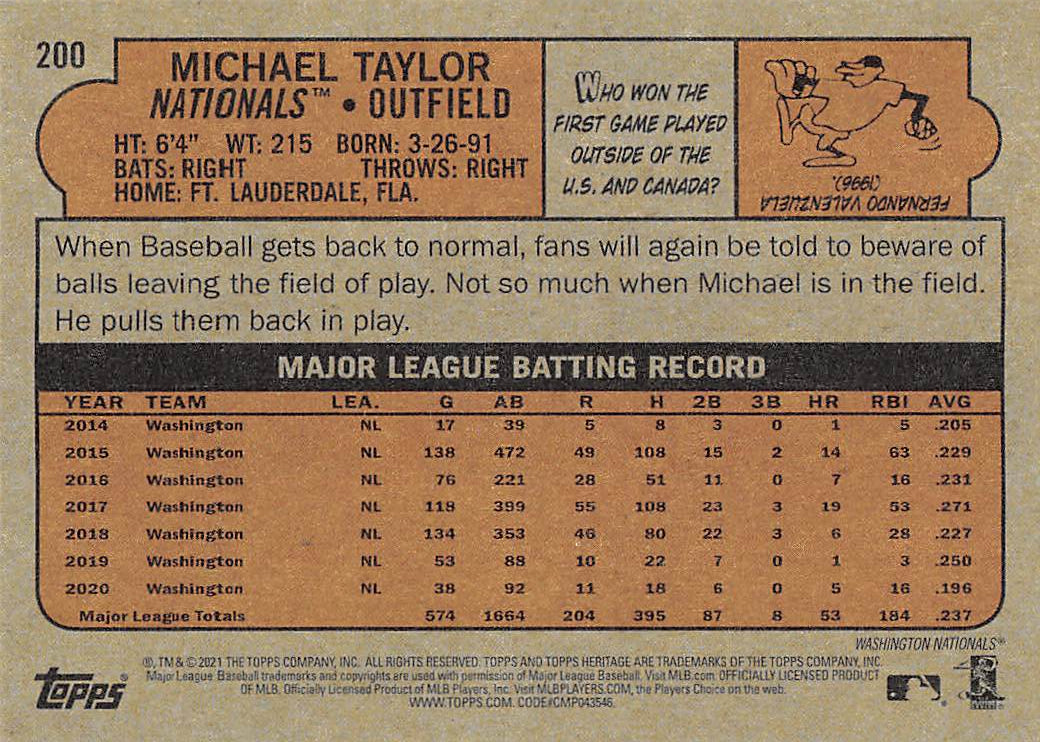 200
MICHAEL TAYLOR
NATIONALS™ • OUTFIELD
HT: 6'4" WT: 215 BORN: 3-26-91
BATS: RIGHT THROWS: RIGHT
HOME: FT. LAUDERDALE, FLA.
WHO WON THE
FIRST GAME PLAYED
OUTSIDE OF THE
U.S. AND CANADA?
FERNANDO VALENZUELA
(1996).
When Baseball gets back to normal, fans will again be told to beware of
balls leaving the field of play. Not so much when Michael is in the field.
He pulls them back in play.
MAJOR LEAGUE BATTING RECORD
YEAR TEAM LEA. G AB R H 2B 3B HR RBI AVG
2014 Washington NL 17 39 5 8 3 0 1 5 .205
2015 Washington NL 138 472 49 108 15 2 14 63 .229
2016 Washington NL 76 221 28 51 11 0 7 16 .231
2017 Washington NL 118 399 55 108 23 3 19 53 .271
2018 Washington NL 134 353 46 80 22 3 6 28 .227
2019 Washington NL 53 88 10 22 7 0 1 3 .250
2020 Washington NL 38 92 11 18 6 0 5 16 .196
Major League Totals 574 1664 204 395 87 8 53 184 .237
WASHINGTON NATIONALS®
topps®
®, TM & © 2021 THE TOPPS COMPANY, INC. ALL RIGHTS RESERVED. TOPPS AND TOPPS HERITAGE ARE TRADEMARKS OF THE TOPPS COMPANY, INC.
Major League Baseball trademarks and copyrights are used with permission of Major League Baseball. Visit MLB.com. OFFICIALLY LICENSED PRODUCT
OF MLB. Officially Licensed Product of MLB Players, Inc. Visit MLBPLAYERS.COM, the Players Choice on the web.
WWW.TOPPS.COM. CODE#CMP043546.